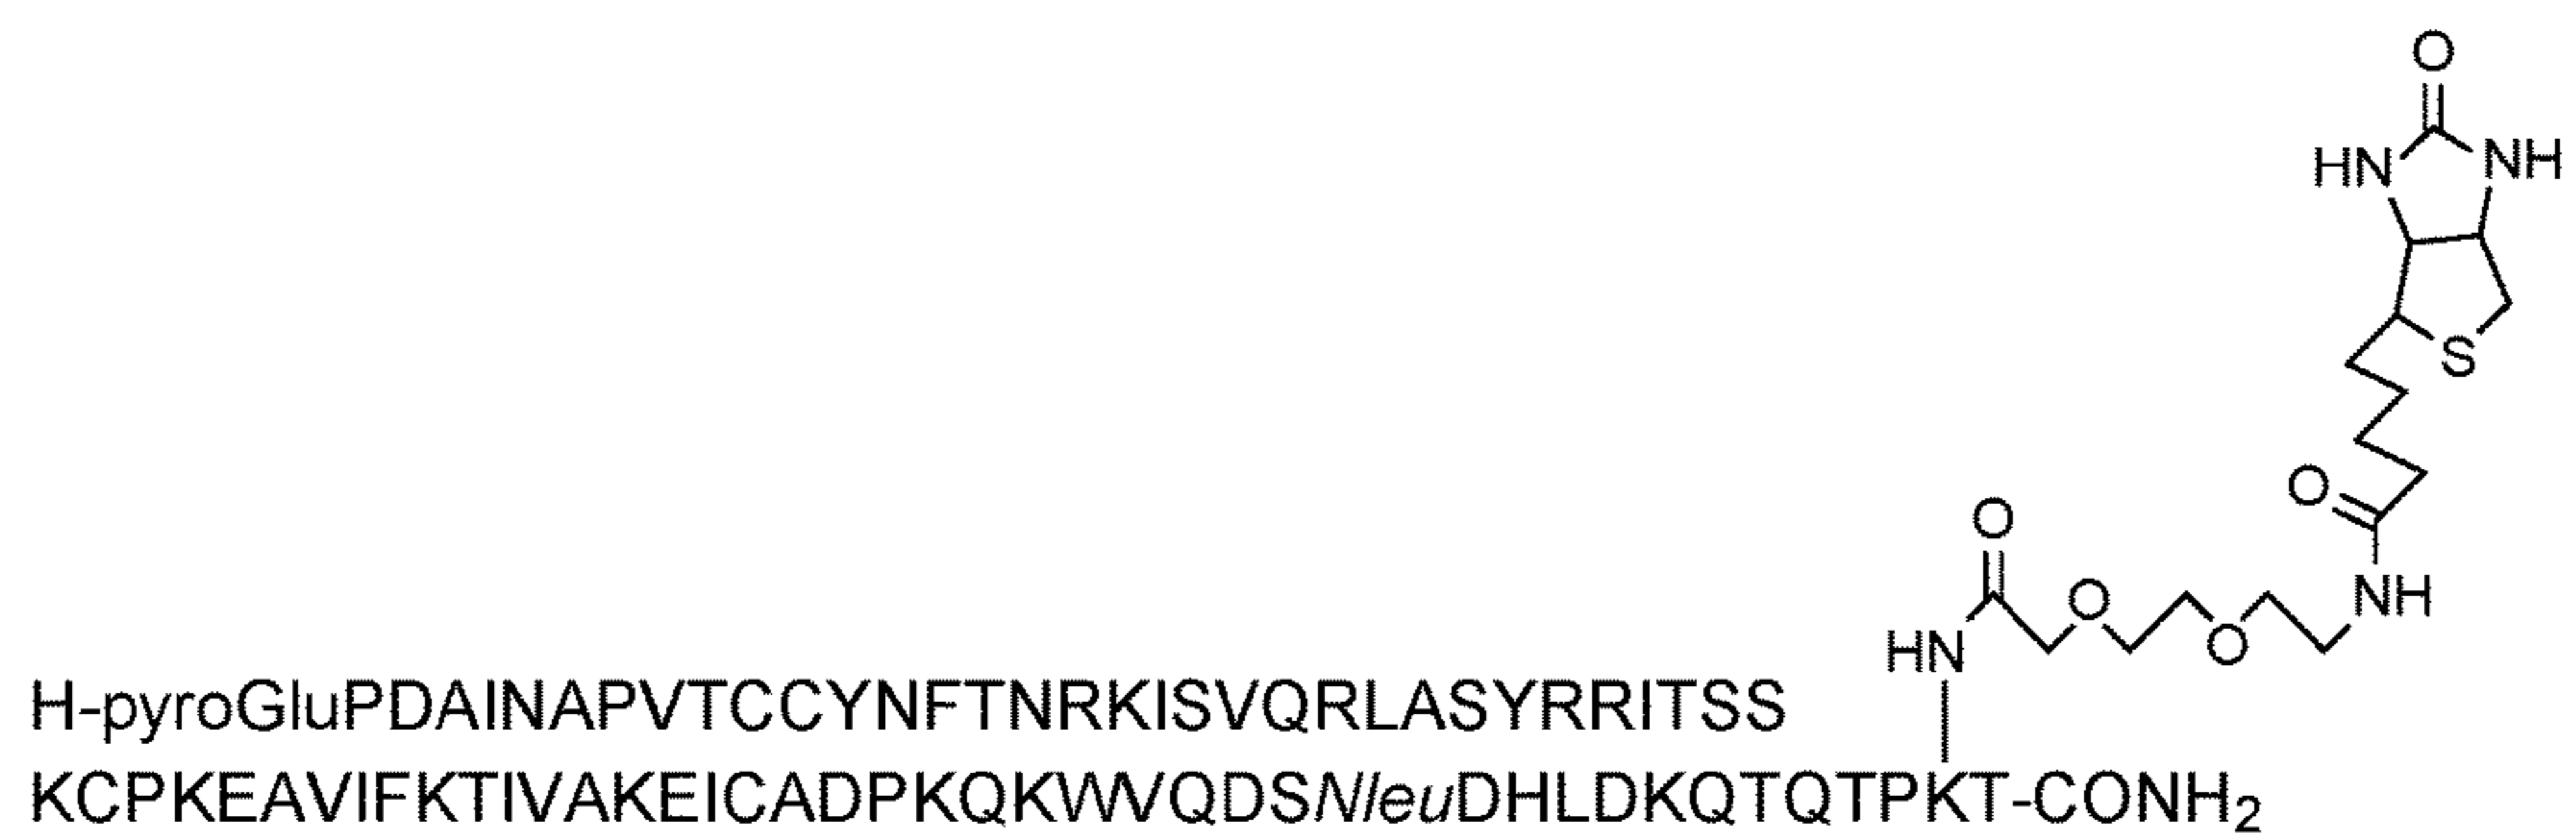 O
HN
NH
S
O
O
O
NH
HN
O
H-pyroGluPDAINAPVTCCYNFTNRKISVQRLASYRRITSS
KCPKEAVIFKTIVAKEICADPKQKWVQDSNleuDHLDKQTQTPKT-CONH₂